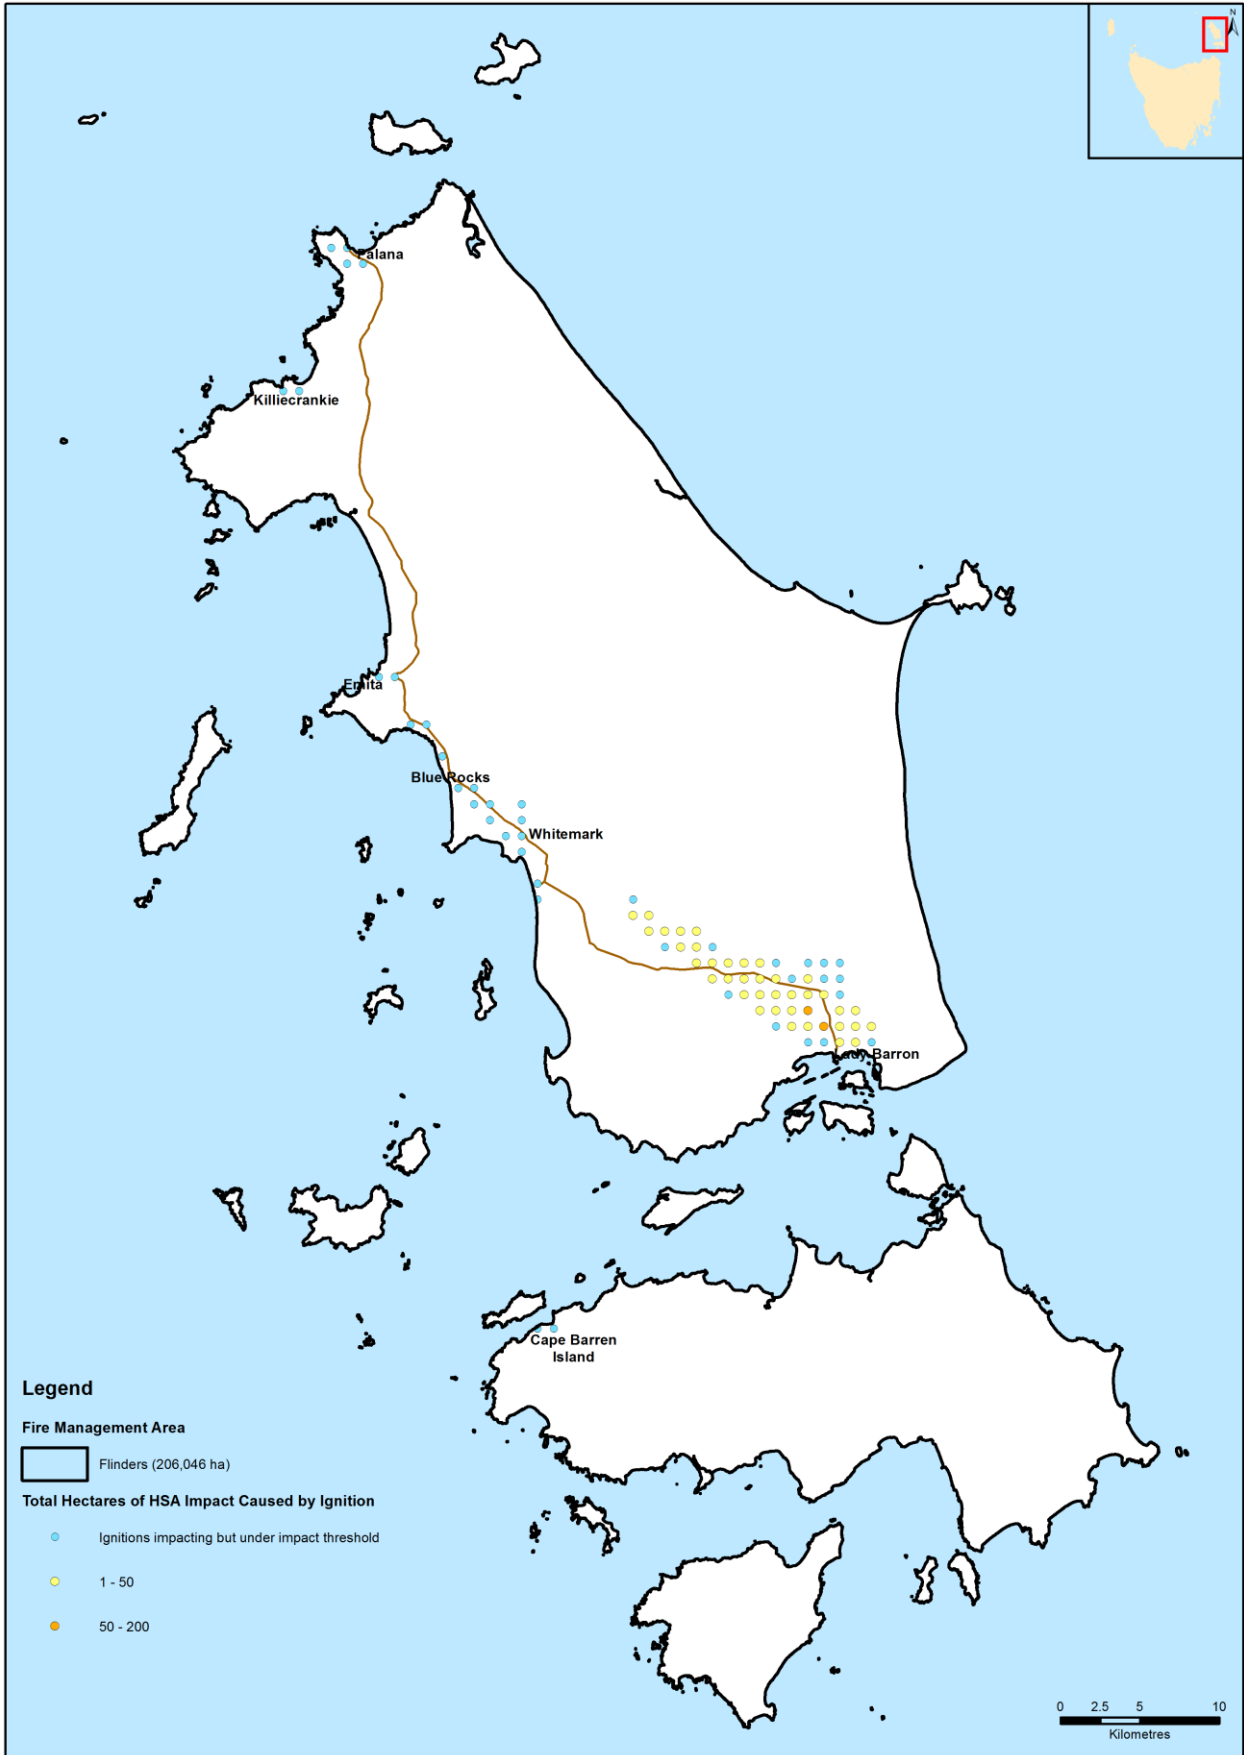 N
Palana
Killiecrankie
Emita
Blue Rocks
Whitemark
Lady Barron
Cape Barren
Island
Legend
Fire Management Area
Flinders (206,046 ha)
Total Hectares of HSA Impact Caused by Ignition
Ignitions impacting but under impact threshold
1 - 50
50 - 200
0 2.5 5 10
Kilometres